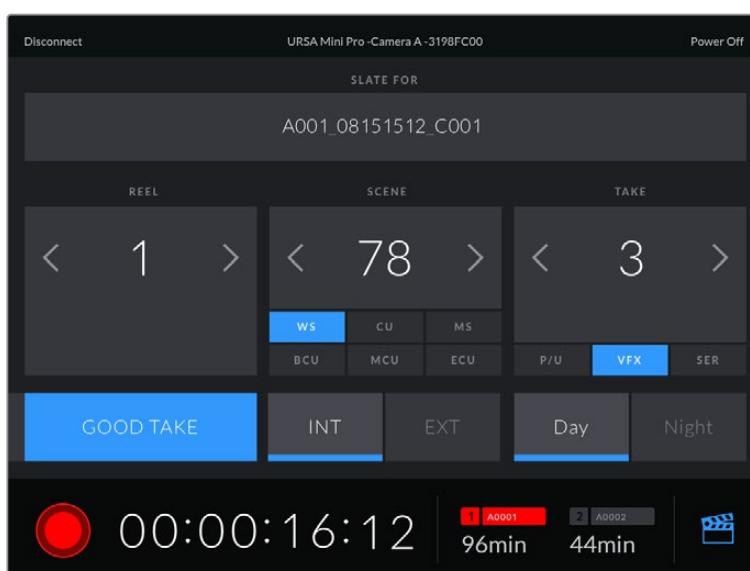 Disconnect URSA Mini Pro -Camera A -3198FC00 Power Off
SLATE FOR
A001_08151512_C001
REEL SCENE TAKE
1 78 3
WS CU MS
BCU MCU ECU P/U VFX SER
GOOD TAKE INT EXT Day Night
00:00:16:12
1 A0001 2 A0002
96min 44min